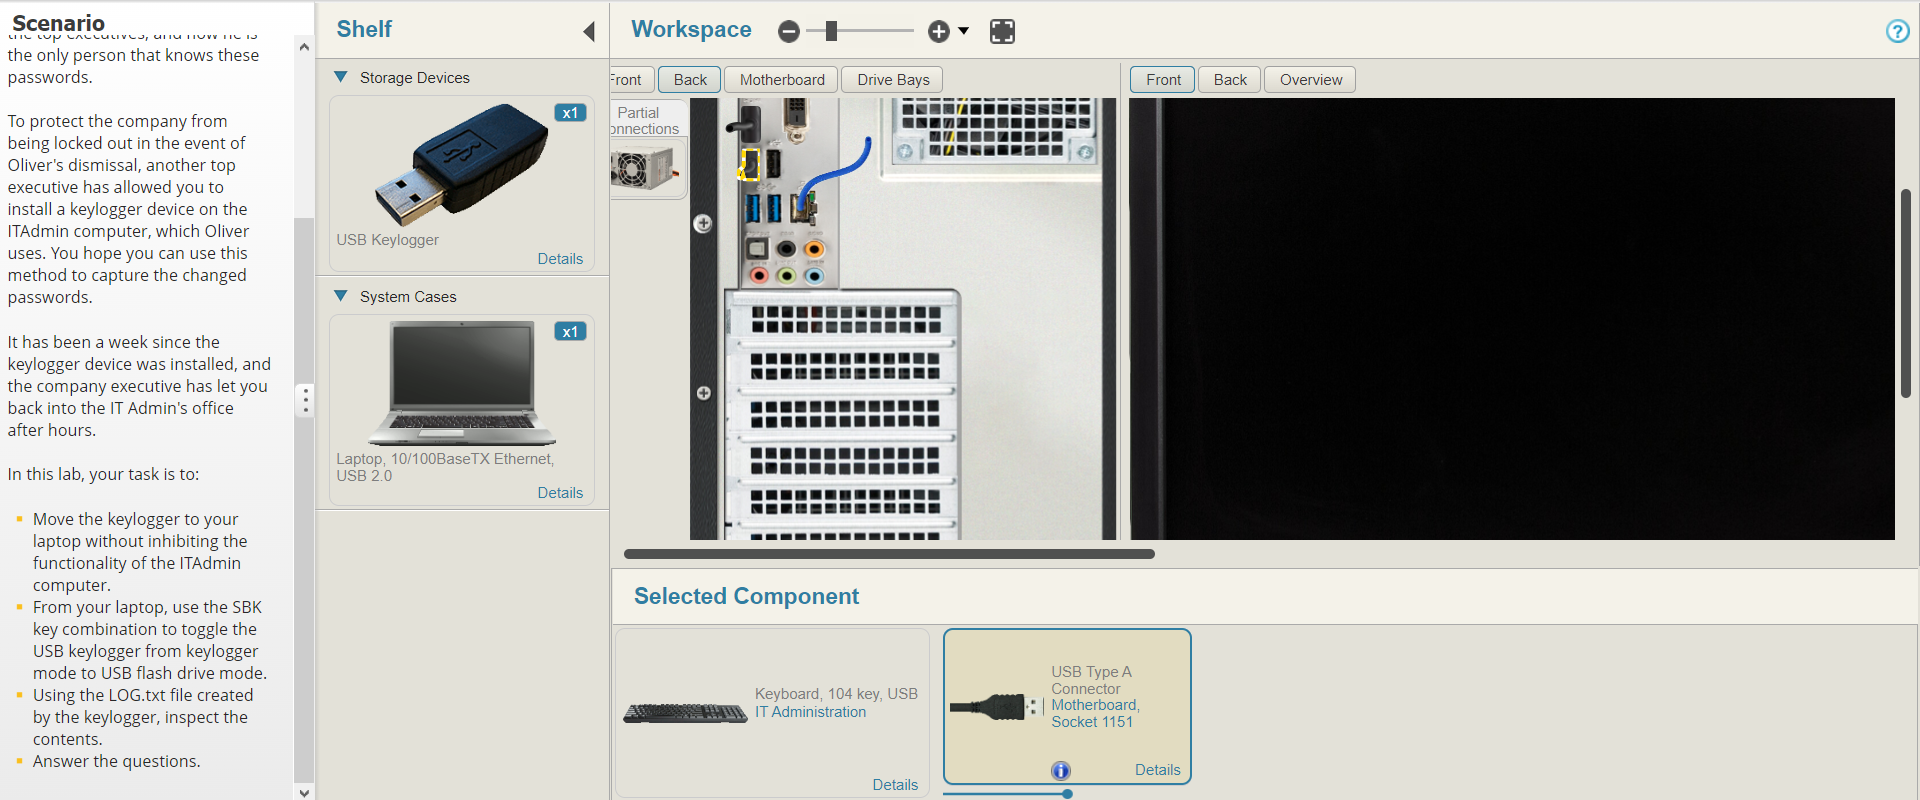 Scenario
the top executives, and now he is
the only person that knows these
passwords.
To protect the company from
being locked out in the event of
Oliver's dismissal, another top
executive has allowed you to
install a keylogger device on the
ITAdmin computer, which Oliver
uses. You hope you can use this
method to capture the changed
passwords.
It has been a week since the
keylogger device was installed, and
the company executive has let you
back into the IT Admin's office
after hours.
In this lab, your task is to:
Move the keylogger to your
laptop without inhibiting the
functionality of the ITAdmin
computer.
From your laptop, use the SBK
key combination to toggle the
USB keylogger from keylogger
mode to USB flash drive mode.
Using the LOG.txt file created
by the keylogger, inspect the
contents.
Answer the questions.
Shelf
Storage Devices
x1
USB Keylogger
Details
System Cases
x1
Laptop, 10/100BaseTX Ethernet,
USB 2.0
Details
Workspace
?
Front Back Motherboard Drive Bays
Partial
onnections
Front Back Overview
Selected Component
Keyboard, 104 key, USB
IT Administration
Details
USB Type A
Connector
Motherboard,
Socket 1151
Details